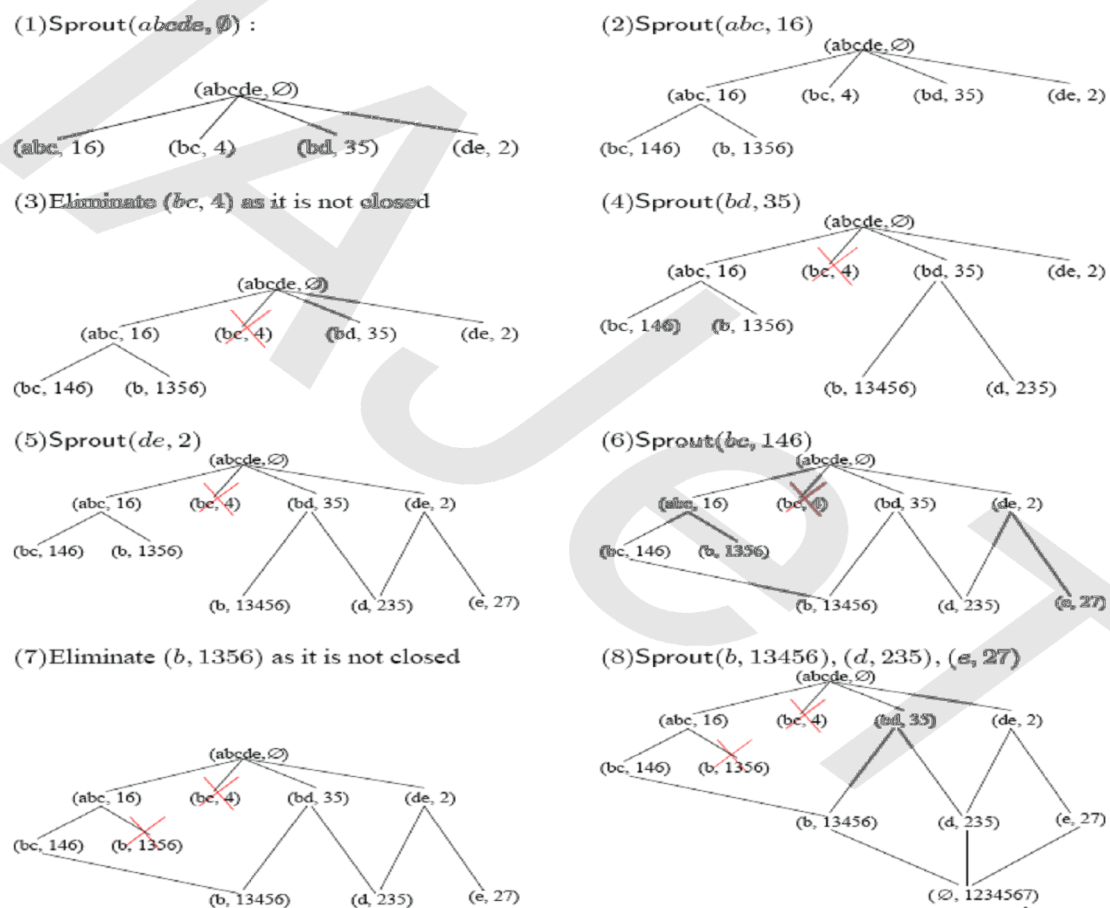 (1)Sprout(abcde, ∅) :
(abcde, ∅)
(abc, 16) (bc, 4) (bd, 35) (de, 2)
(2)Sprout(abc, 16)
(abcde, ∅)
(abc, 16) (bc, 4) (bd, 35) (de, 2)
(bc, 146) (b, 1356)
(3)Eliminate (bc, 4) as it is not closed
(abcde, ∅)
(abc, 16) (bc, 4) (bd, 35) (de, 2)
(bc, 146) (b, 1356)
(4)Sprout(bd, 35)
(abcde, ∅)
(abc, 16) (bc, 4) (bd, 35) (de, 2)
(bc, 146) (b, 1356)
(b, 13456) (d, 235)
(5)Sprout(de, 2)
(abcde, ∅)
(abc, 16) (bc, 4) (bd, 35) (de, 2)
(bc, 146) (b, 1356)
(b, 13456) (d, 235) (e, 27)
(6)Sprout(bc, 146)
(abcde, ∅)
(abc, 16) (bc, 4) (bd, 35) (de, 2)
(bc, 146) (b, 1356)
(b, 13456) (d, 235) (e, 27)
(7)Eliminate (b, 1356) as it is not closed
(abcde, ∅)
(abc, 16) (bc, 4) (bd, 35) (de, 2)
(bc, 146) (b, 1356)
(b, 13456) (d, 235) (e, 27)
(8)Sprout(b, 13456), (d, 235), (e, 27)
(abcde, ∅)
(abc, 16) (bc, 4) (bd, 35) (de, 2)
(bc, 146) (b, 1356)
(b, 13456) (d, 235) (e, 27)
(∅, 1234567)
IAJeT